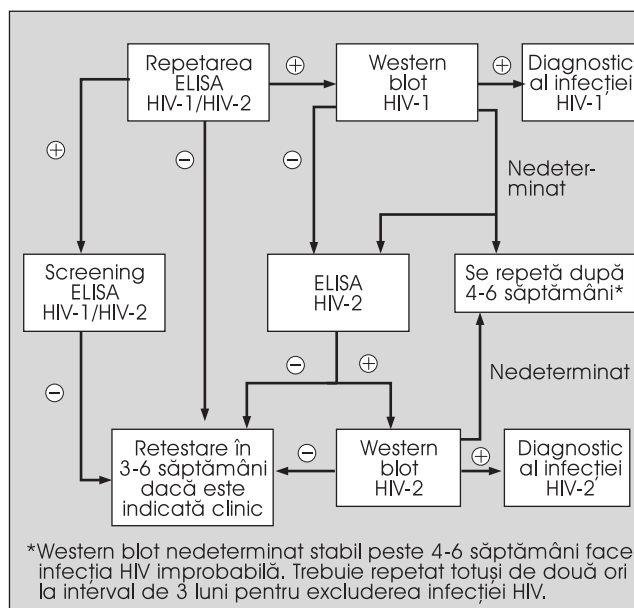 Repetarea
ELISA
HIV-1/HIV-2
+
Western
blot
HIV-1
+
Diagnostic
al infecției
HIV-1
+
−
−
Nedeter-
minat
Screening
ELISA
HIV-1/HIV-2
ELISA
HIV-2
Se repetă după
4-6 săptămâni*
−
−
+
Nedeterminat
Retestare în
3-6 săptămâni
dacă este
indicată clinic
−
Western
blot
HIV-2
+
Diagnostic
al infecției
HIV-2
*Western blot nedeterminat stabil peste 4-6 săptămâni face
infecția HIV improbabilă. Trebuie repetat totuși de două ori
la interval de 3 luni pentru excluderea infecției HIV.